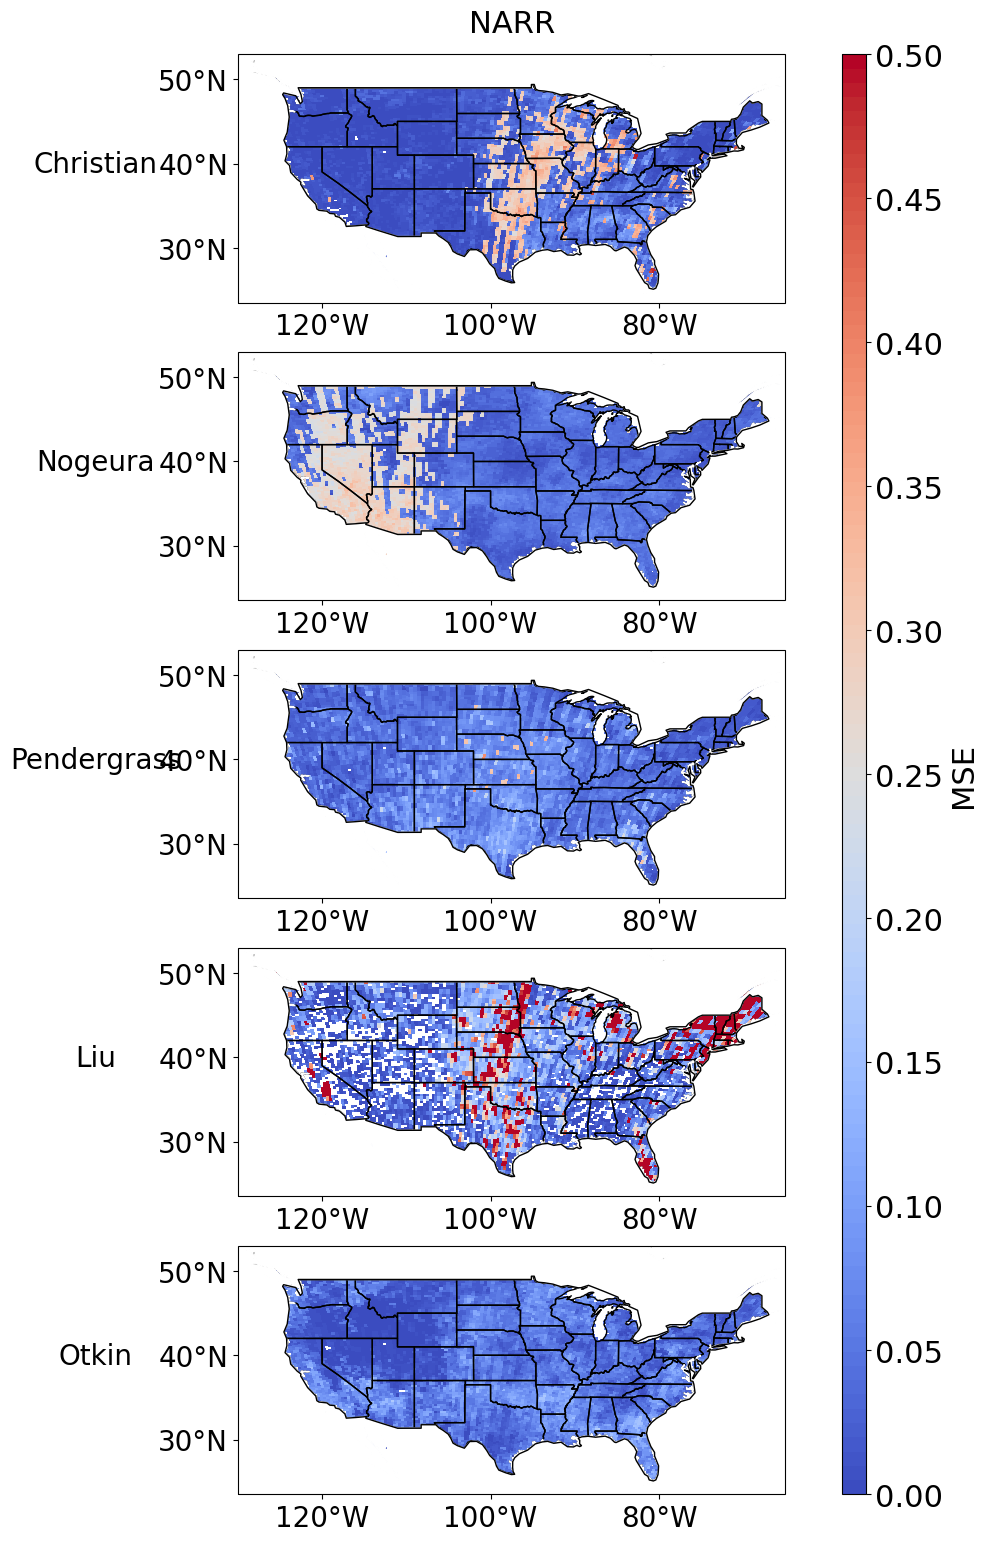 NARR
50°N
Christian 40°N
30°N
120°W 100°W 80°W
50°N
Nogeura 40°N
30°N
120°W 100°W 80°W
50°N
Pendergrass 40°N
30°N
120°W 100°W 80°W
50°N
Liu 40°N
30°N
120°W 100°W 80°W
50°N
Otkin 40°N
30°N
120°W 100°W 80°W
0.50
0.45
0.40
0.35
0.30
0.25
0.20
0.15
0.10
0.05
0.00
MSE